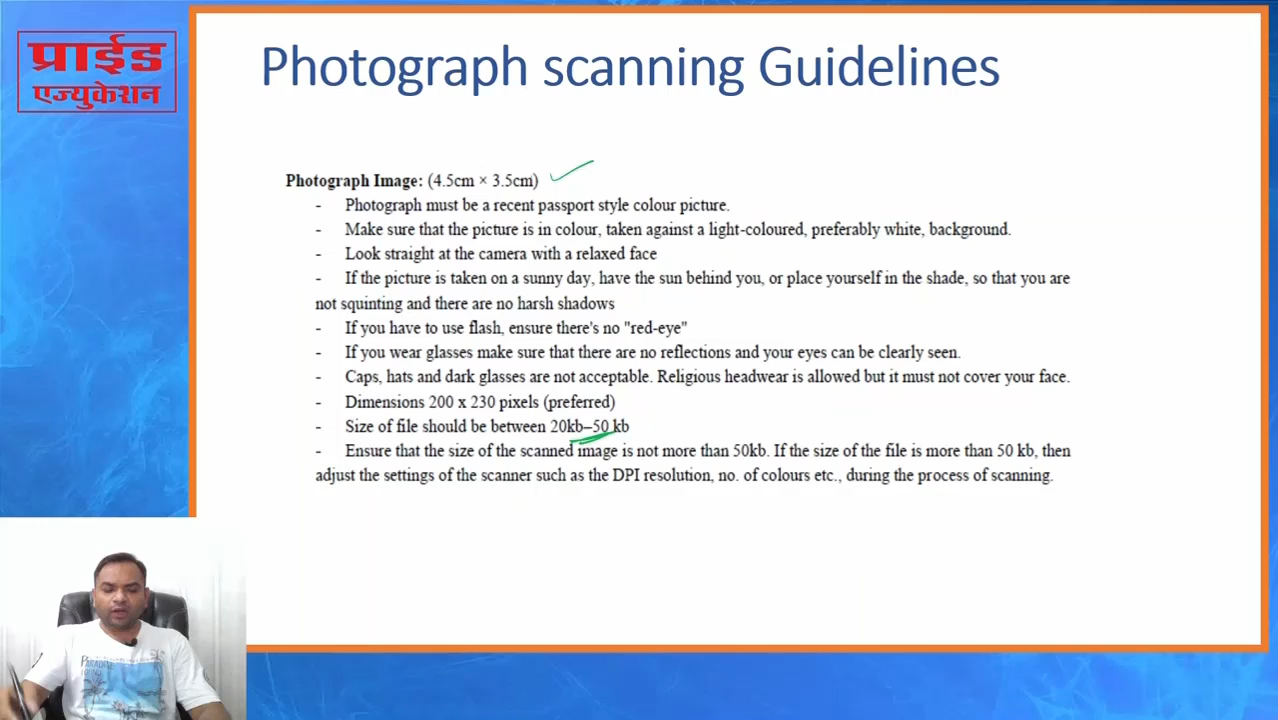 प्राईड
एज्युकेशन
Photograph scanning Guidelines
Photograph Image: (4.5cm × 3.5cm)
- Photograph must be a recent passport style colour picture.
- Make sure that the picture is in colour, taken against a light-coloured, preferably white, background.
- Look straight at the camera with a relaxed face
- If the picture is taken on a sunny day, have the sun behind you, or place yourself in the shade, so that you are
not squinting and there are no harsh shadows
- If you have to use flash, ensure there's no "red-eye"
- If you wear glasses make sure that there are no reflections and your eyes can be clearly seen.
- Caps, hats and dark glasses are not acceptable. Religious headwear is allowed but it must not cover your face.
- Dimensions 200 x 230 pixels (preferred)
- Size of file should be between 20kb–50 kb
- Ensure that the size of the scanned image is not more than 50kb. If the size of the file is more than 50 kb, then
adjust the settings of the scanner such as the DPI resolution, no. of colours etc., during the process of scanning.